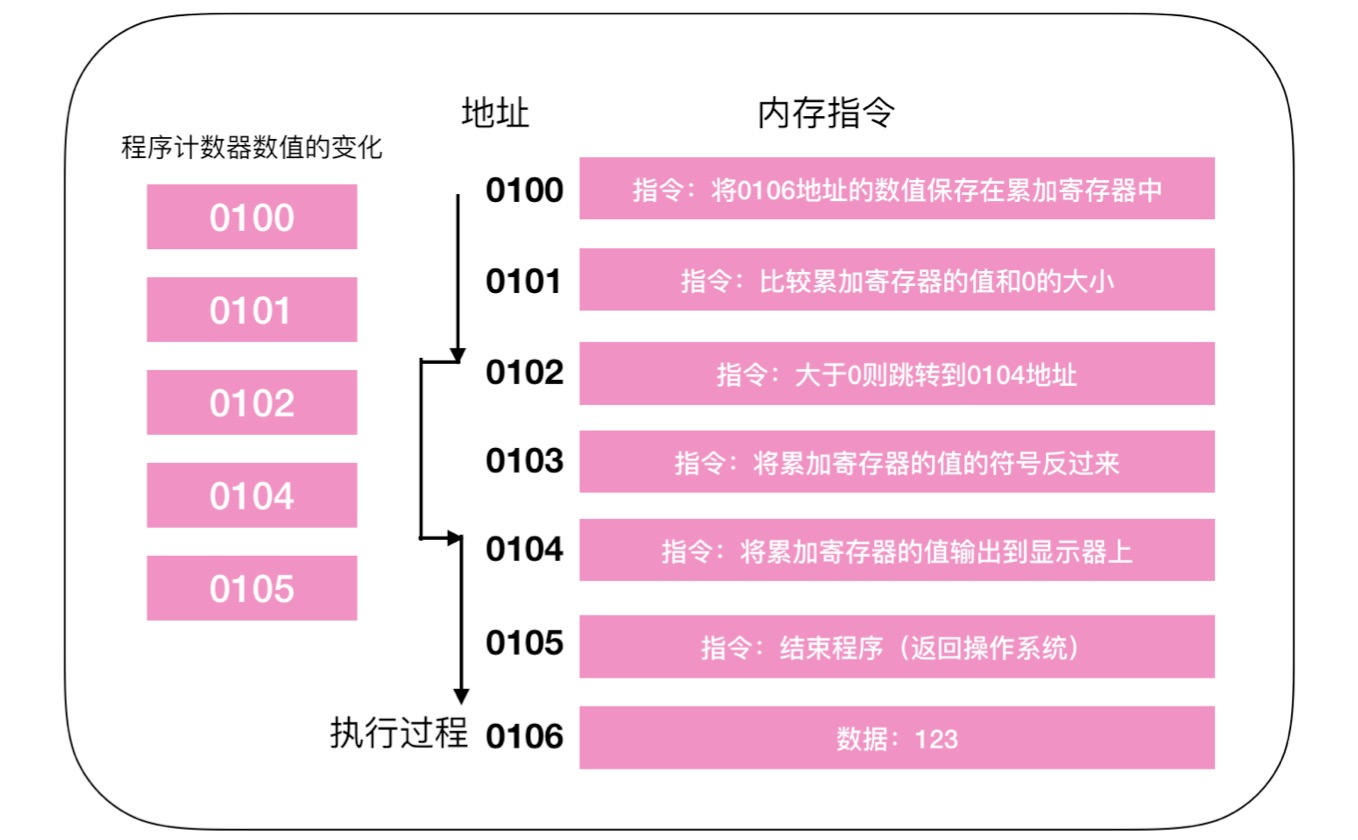 地址
内存指令
程序计数器数值的变化
0100
0101
0102
0104
0105
0100
指令：将0106地址的数值保存在累加寄存器中
0101
指令：比较累加寄存器的值和0的大小
0102
指令：大于0则跳转到0104地址
0103
指令：将累加寄存器的值的符号反过来
0104
指令：将累加寄存器的值输出到显示器上
0105
指令：结束程序（返回操作系统）
执行过程
0106
数据：123